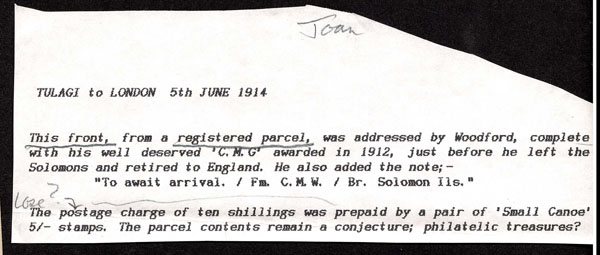 Joan
TULAGI to LONDON 5th JUNE 1914
This front, from a registered parcel, was addressed by Woodford, complete
with his well deserved 'C.M.G' awarded in 1912, just before he left the
Solomons and retired to England. He also added the note;-
"To await arrival. / Fm. C.M.W. / Br. Solomon Ils."
Lose?
The postage charge of ten shillings was prepaid by a pair of 'Small Canoe'
5/- stamps. The parcel contents remain a conjecture; philatelic treasures?